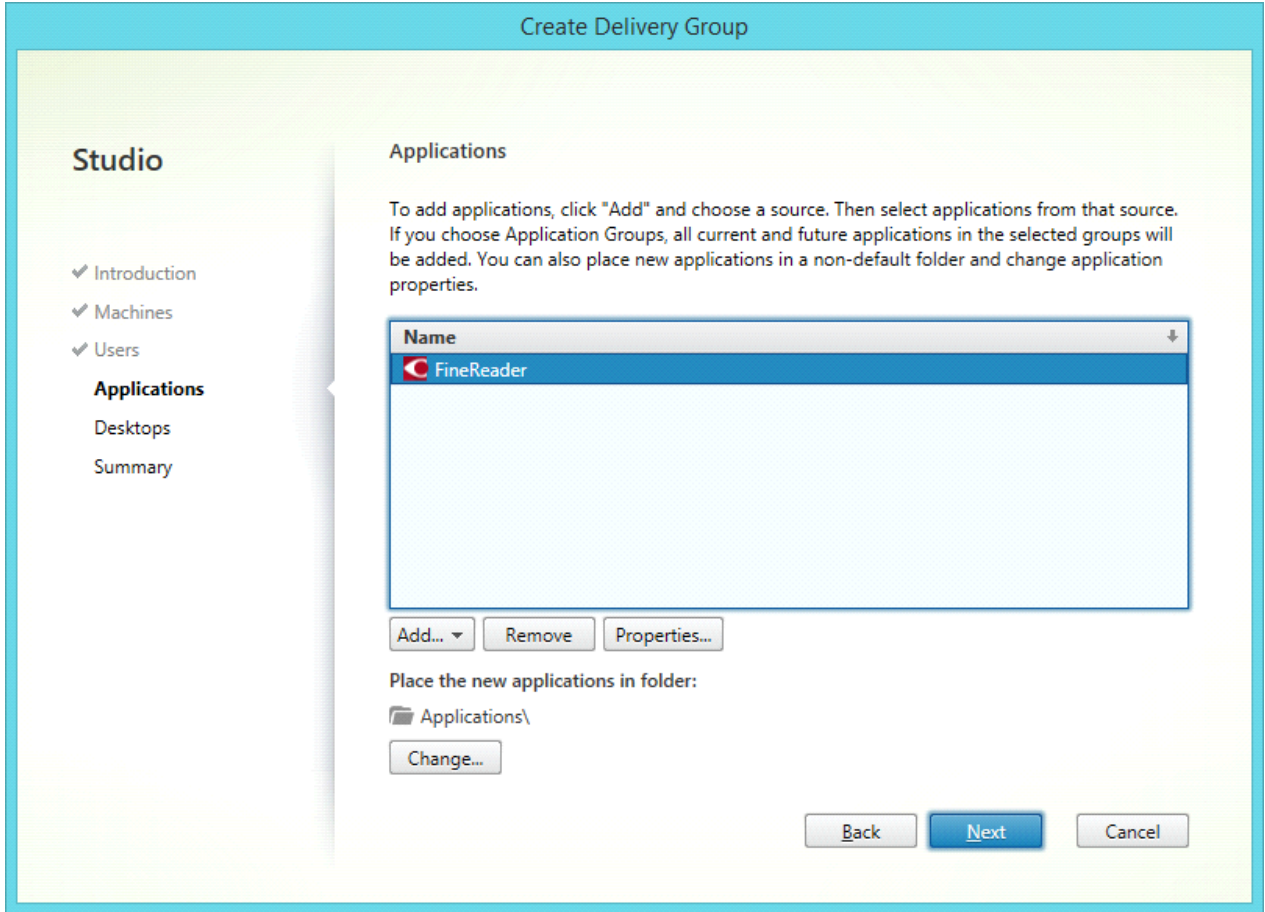 Create Delivery Group
Studio
Introduction
Machines
Users
Applications
Desktops
Summary
Applications
To add applications, click "Add" and choose a source. Then select applications from that source.
If you choose Application Groups, all current and future applications in the selected groups will
be added. You can also place new applications in a non-default folder and change application
properties.
Name
FineReader
Add...
Remove
Properties...
Place the new applications in folder:
Applications\
Change...
Back
Next
Cancel